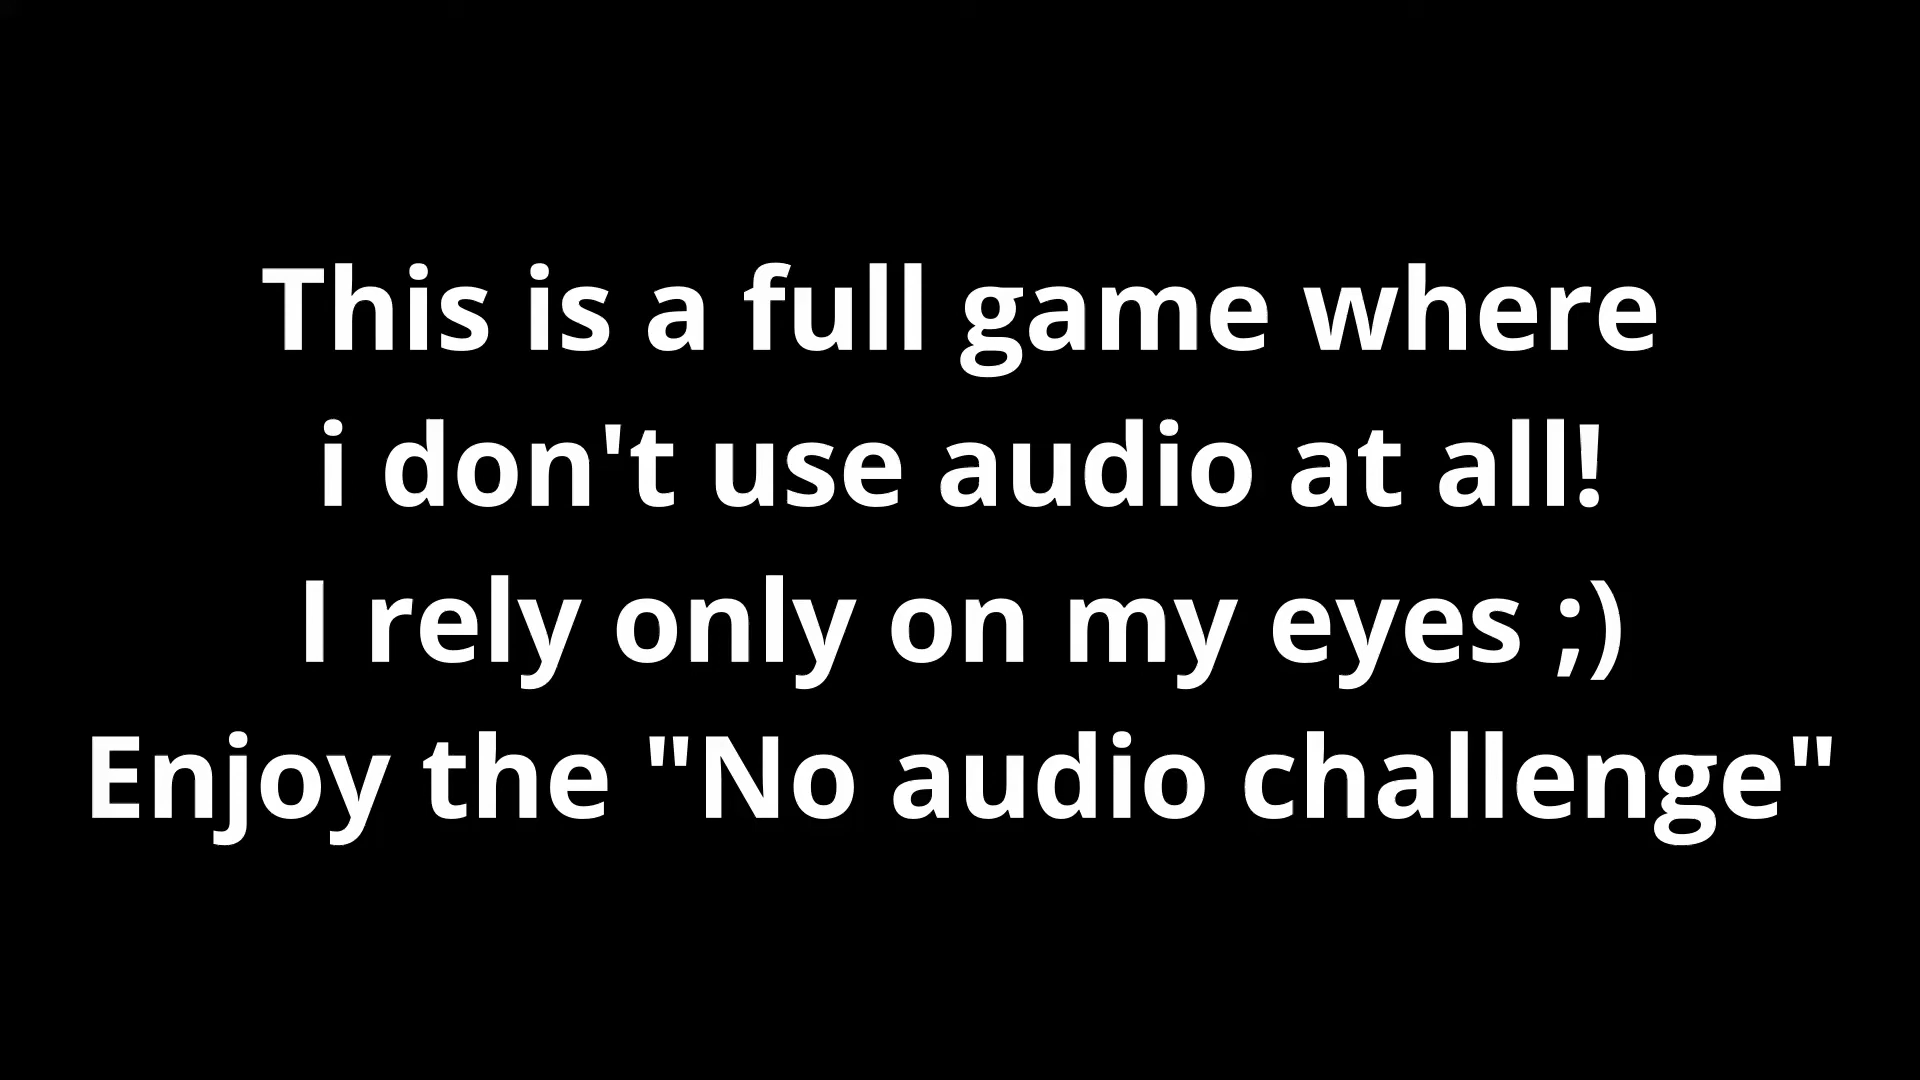 This is a full game where
i don't use audio at all!
I rely only on my eyes ;)
Enjoy the "No audio challenge"